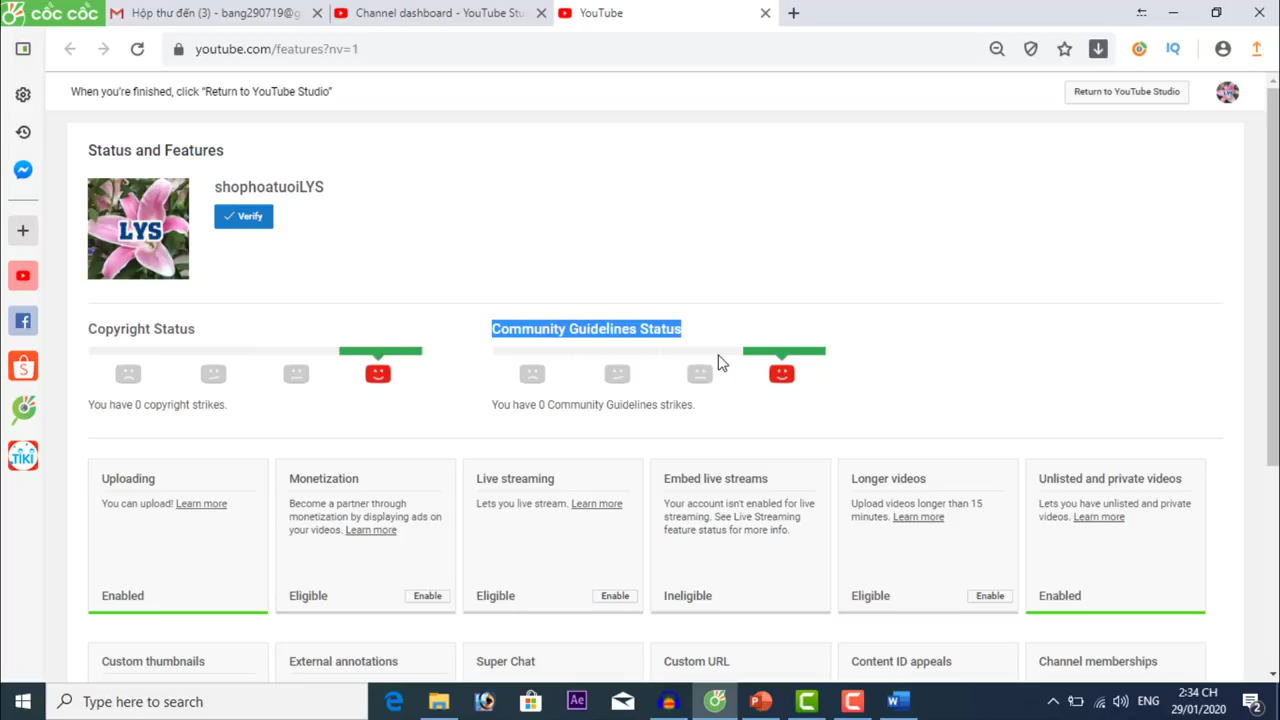 cốc cốc
Hộp thư đến (3) - bang290719@g
Channel dashboard - YouTube Stu
YouTube
youtube.com/features?nv=1
IQ
When you're finished, click "Return to YouTube Studio"
Return to YouTube Studio
LYS
Status and Features
shophoatuoiLYS
Verify
LYS
Copyright Status
You have 0 copyright strikes.
Community Guidelines Status
You have 0 Community Guidelines strikes.
TIKI
Uploading
You can upload! Learn more
Enabled
Monetization
Become a partner through
monetization by displaying ads on
your videos. Learn more
Eligible
Enable
Live streaming
Lets you live stream. Learn more
Eligible
Enable
Embed live streams
Your account isn't enabled for live
streaming. See Live Streaming
feature status for more info.
Ineligible
Longer videos
Upload videos longer than 15
minutes. Learn more
Eligible
Enable
Unlisted and private videos
Lets you have unlisted and private
videos. Learn more
Enabled
Custom thumbnails
External annotations
Super Chat
Custom URL
Content ID appeals
Channel memberships
Type here to search
Ae
ENG
2:34 CH
29/01/2020
2